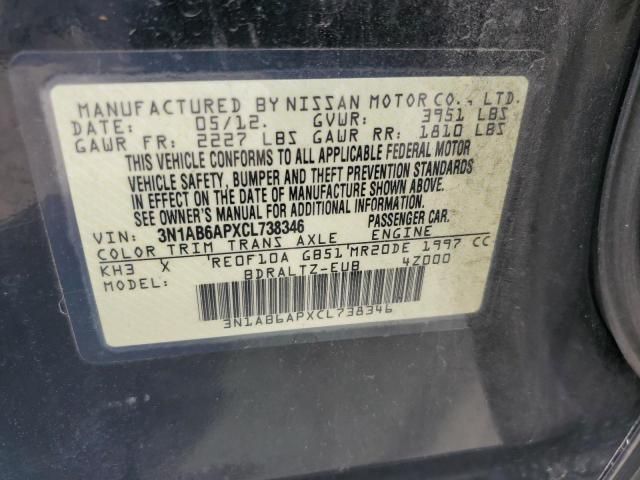 MANUFACTURED BY NISSAN MOTOR CO., LTD.
DATE: 05/12. GVWR: 3951 LBS
GAWR FR: 2227 LBS GAWR RR: 1810 LBS
THIS VEHICLE CONFORMS TO ALL APPLICABLE FEDERAL MOTOR
VEHICLE SAFETY, BUMPER AND THEFT PREVENTION STANDARDS
IN EFFECT ON THE DATE OF MANUFACTURE SHOWN ABOVE.
SEE OWNER'S MANUAL FOR ADDITIONAL INFORMATION.
VIN: 3N1AB6APXCL738346 PASSENGER CAR.
COLOR TRIM TRANS AXLE ENGINE
KH3 X 'RE0F10A GB51'MR20DE 1997 CC
BDRALTZ-EUB 4Z000
3N1AB6APXCL738346